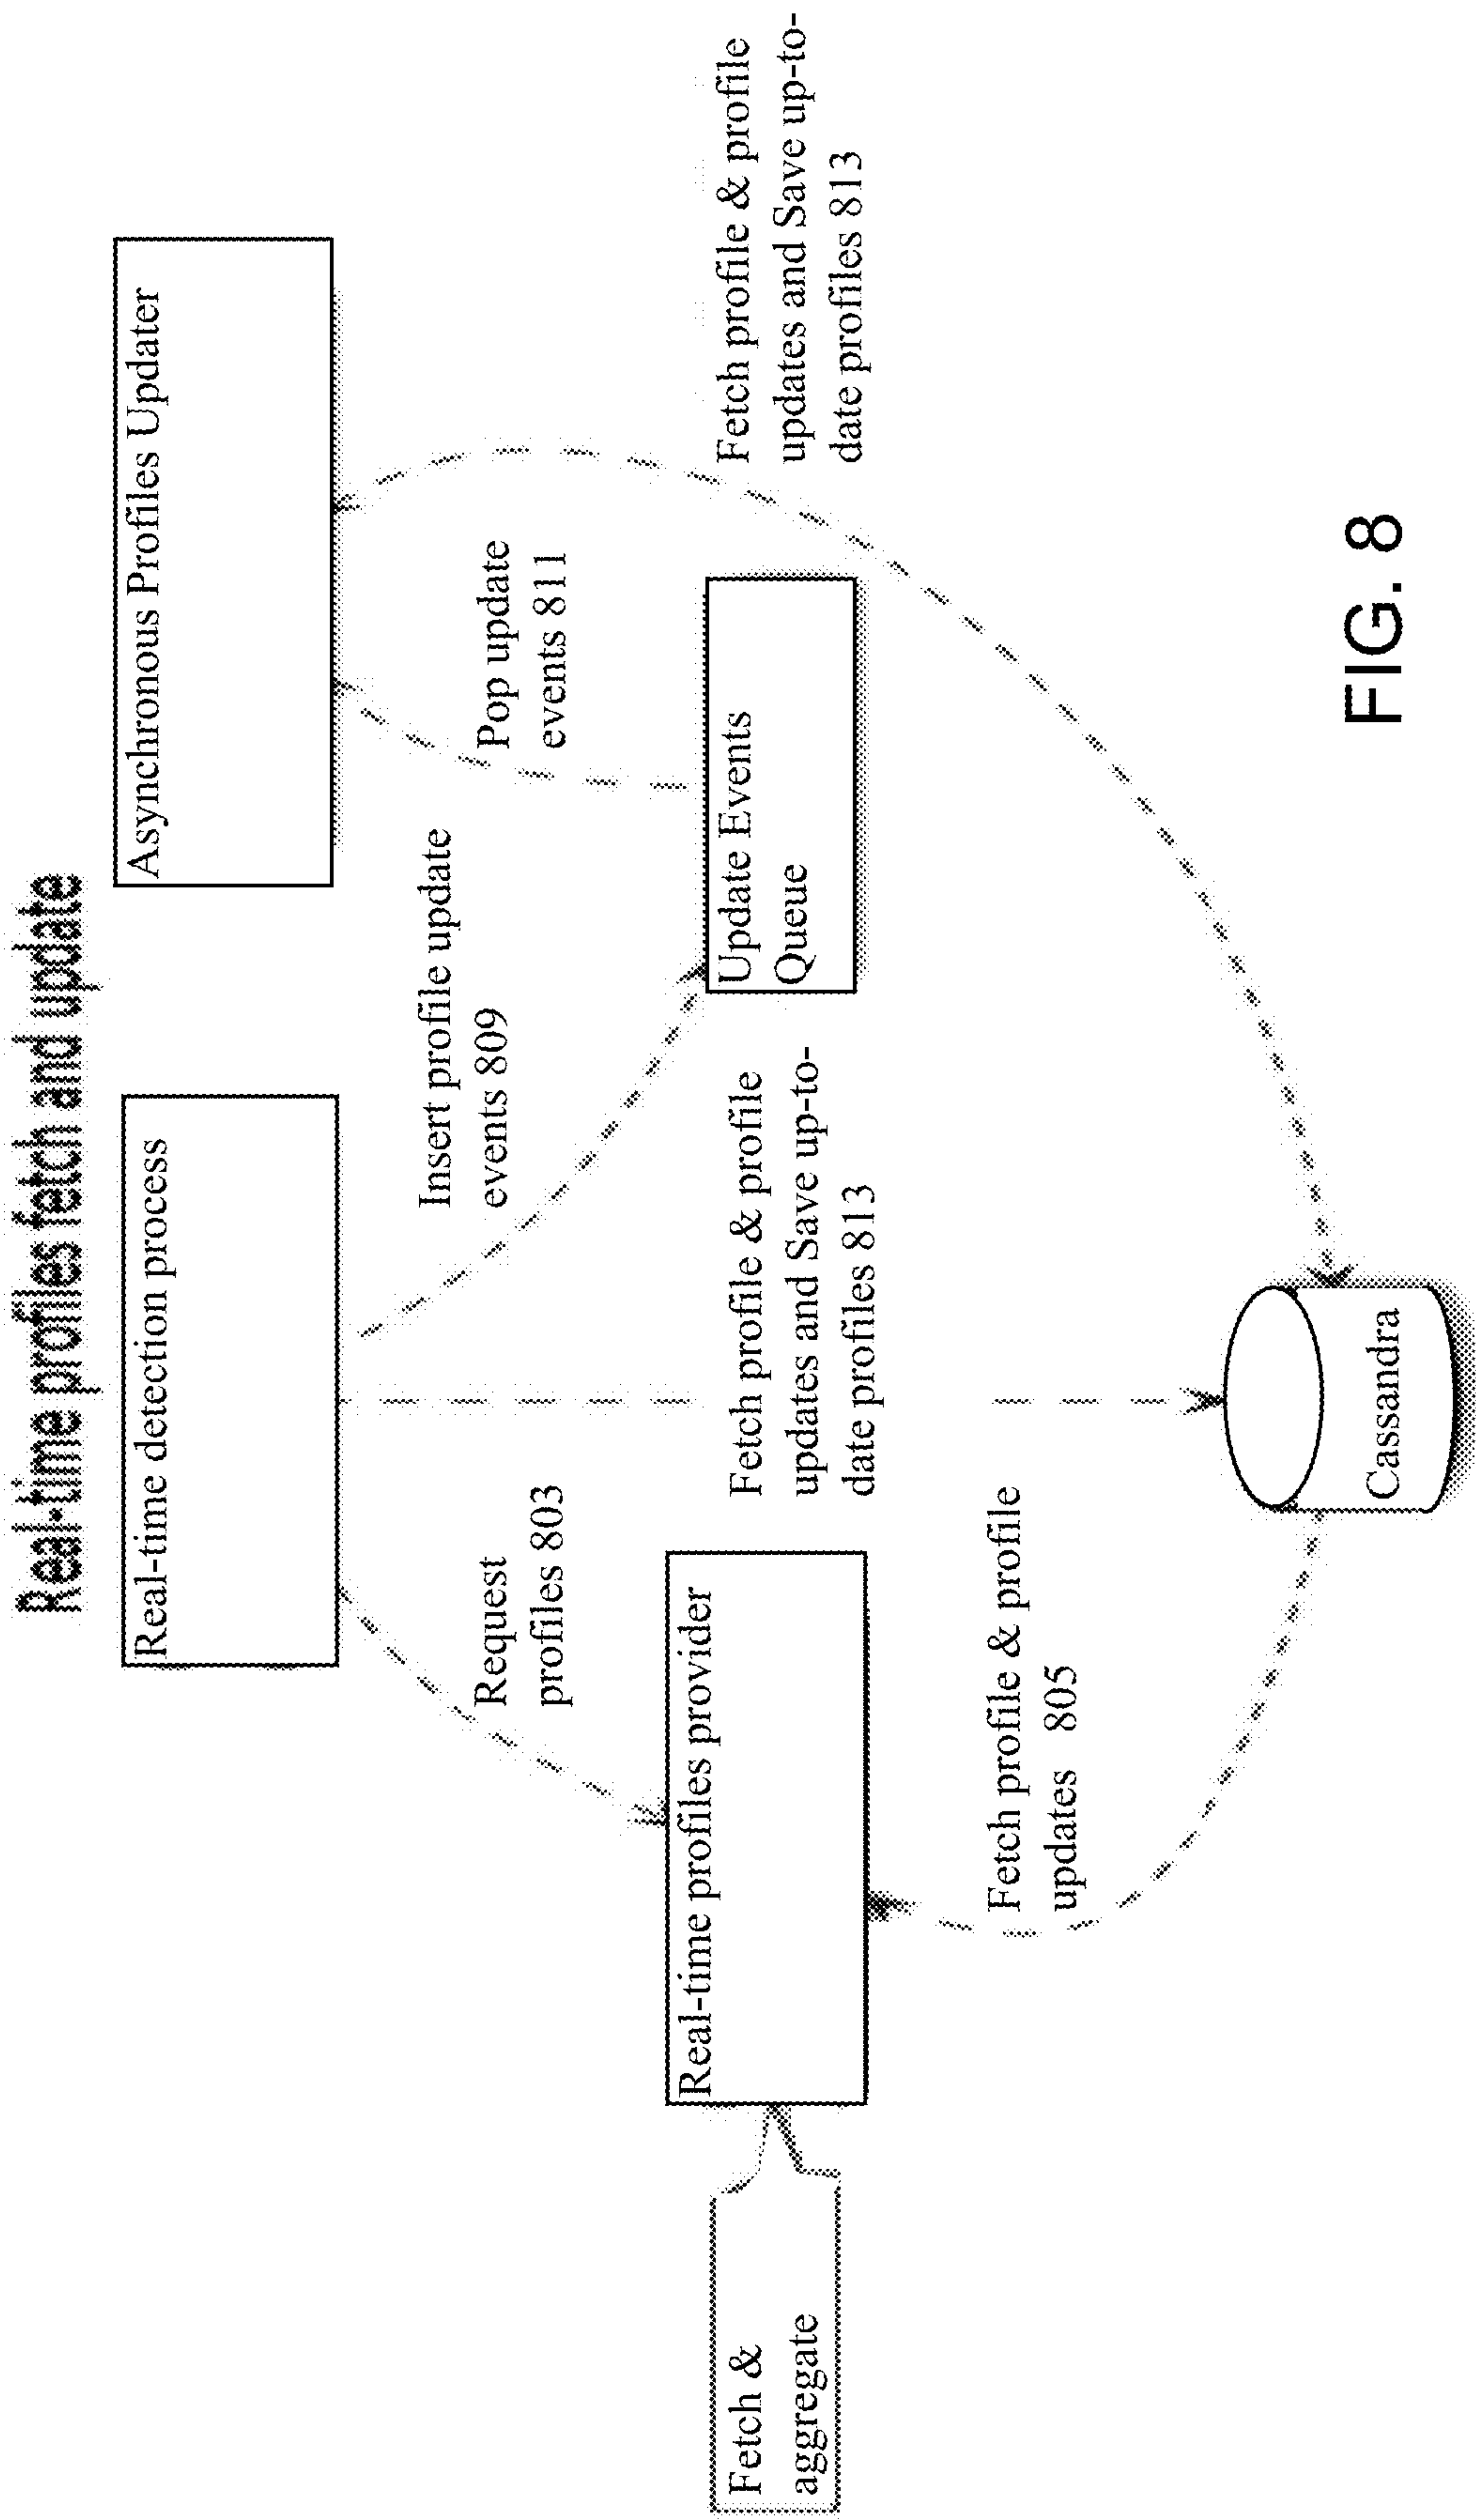 Real-time profiles fetch and update
Real-time detection process
Asynchronous Profiles Updater
Request
profiles 803
Insert profile update
events 809
Pop update
events 811
Fetch &
aggregate
Real-time profiles provider
Fetch profile & profile
updates and Save up-to-
date profiles 813
Update Events
Queue
Fetch profile & profile
updates and Save up-to-
date profiles 813
Fetch profile & profile
updates 805
Cassandra
FIG. 8